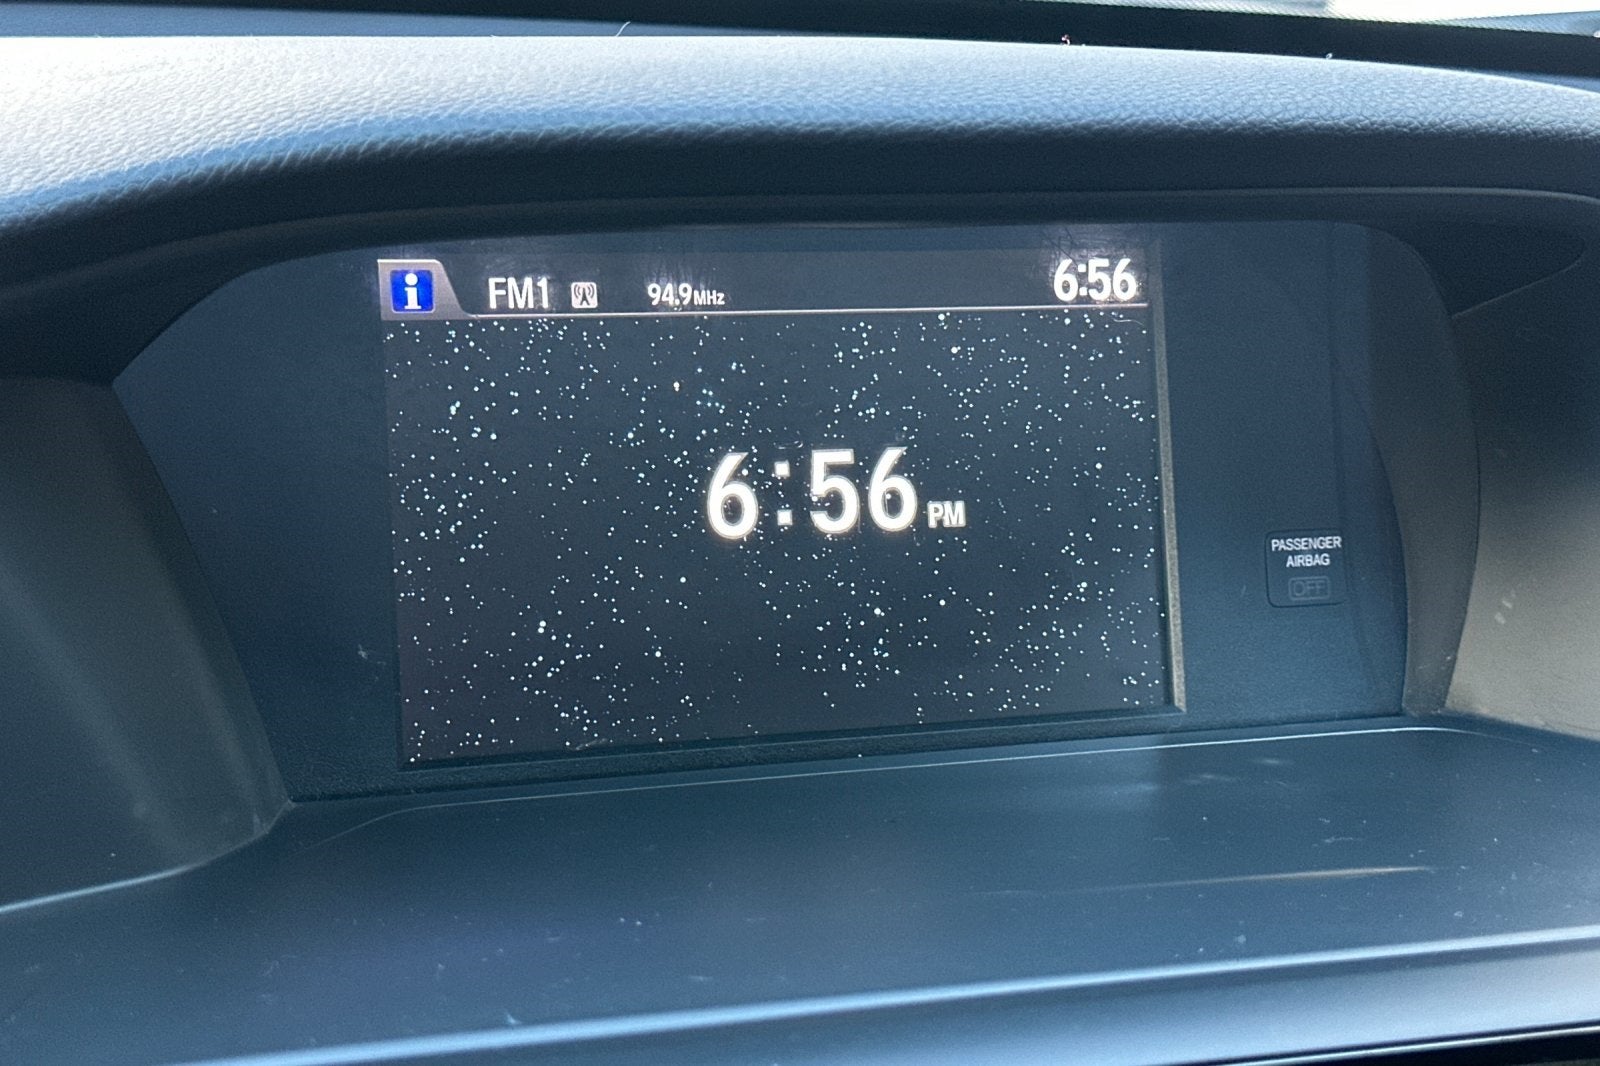 i FM1 94.9MHz 6:56
6:56 PM
PASSENGER
AIRBAG
OFF